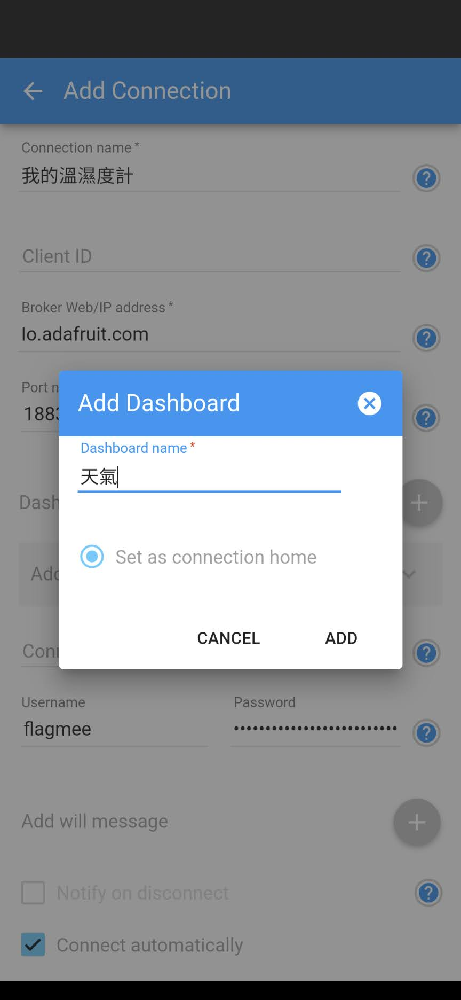 Add Connection
Connection name *
我的溫濕度計
Client ID
Broker Web/IP address *
Io.adafruit.com
Port n
1883
Add Dashboard
Dashboard name *
天氣
Dash
Set as connection home
Add
CANCEL ADD
Conn
Username Password
flagmee ••••••••••••••••••••••••••
Add will message
Notify on disconnect
Connect automatically